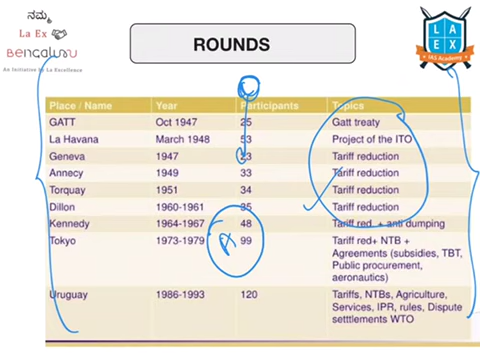 ನಮ್ಮ
La Ex
BENGALURU
An Initiative By La Excellence
ROUNDS
LA
EX
IAS Academy
Place / Name Year Participants Topics
GATT Oct 1947 25 Gatt treaty
La Havana March 1948 53 Project of the ITO
Geneva 1947 23 Tariff reduction
Annecy 1949 33 Tariff reduction
Torquay 1951 34 Tariff reduction
Dillon 1960-1961 35 Tariff reduction
Kennedy 1964-1967 48 Tariff red. + anti dumping
Tokyo 1973-1979 99 Tariff red+ NTB +
Agreements (subsidies, TBT,
Public procurement,
aeronautics)
Uruguay 1986-1993 120 Tariffs, NTBs, Agriculture,
Services, IPR, rules, Dispute
setttlements WTO